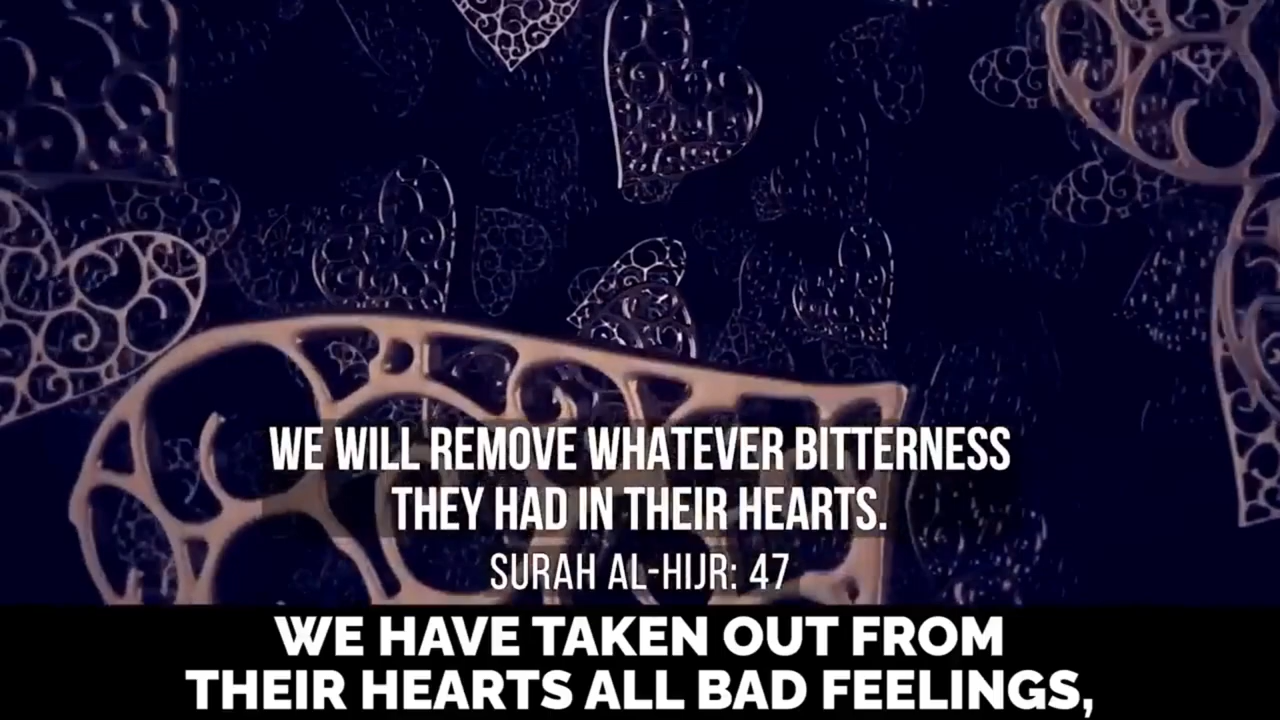 WE WILL REMOVE WHATEVER BITTERNESS
THEY HAD IN THEIR HEARTS.
SURAH AL-HIJR: 47
WE HAVE TAKEN OUT FROM
THEIR HEARTS ALL BAD FEELINGS,